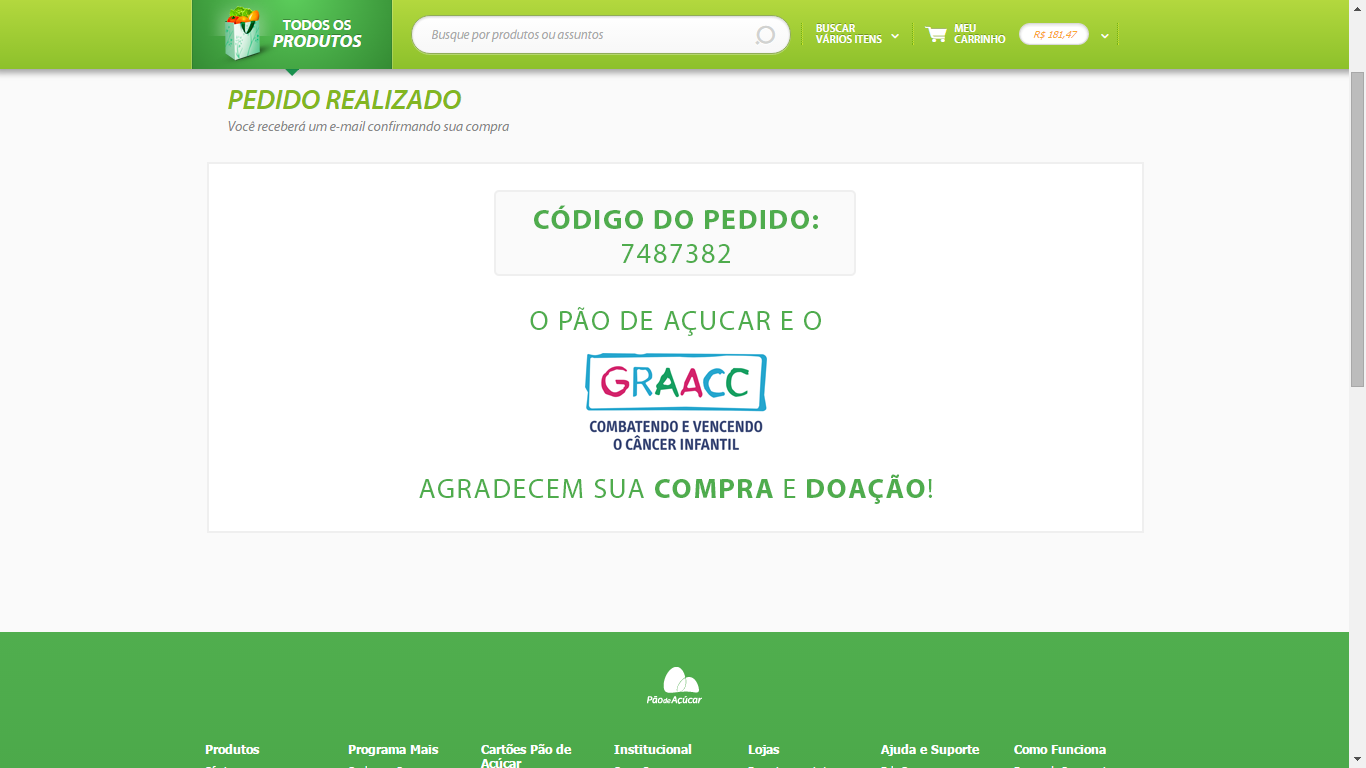 TODOS OS
PRODUTOS
Busque por produtos ou assuntos
BUSCAR
VÁRIOS ITENS
MEU
CARRINHO
R$ 181,47
PEDIDO REALIZADO
Você receberá um e-mail confirmando sua compra
CÓDIGO DO PEDIDO:
7487382
O PÃO DE AÇUCAR E O
GRAACC
COMBATENDO E VENCENDO
O CÂNCER INFANTIL
AGRADECEM SUA COMPRA E DOAÇÃO!
Pão de Açúcar
Produtos
Programa Mais
Cartões Pão de
Açúcar
Institucional
Lojas
Ajuda e Suporte
Como Funciona